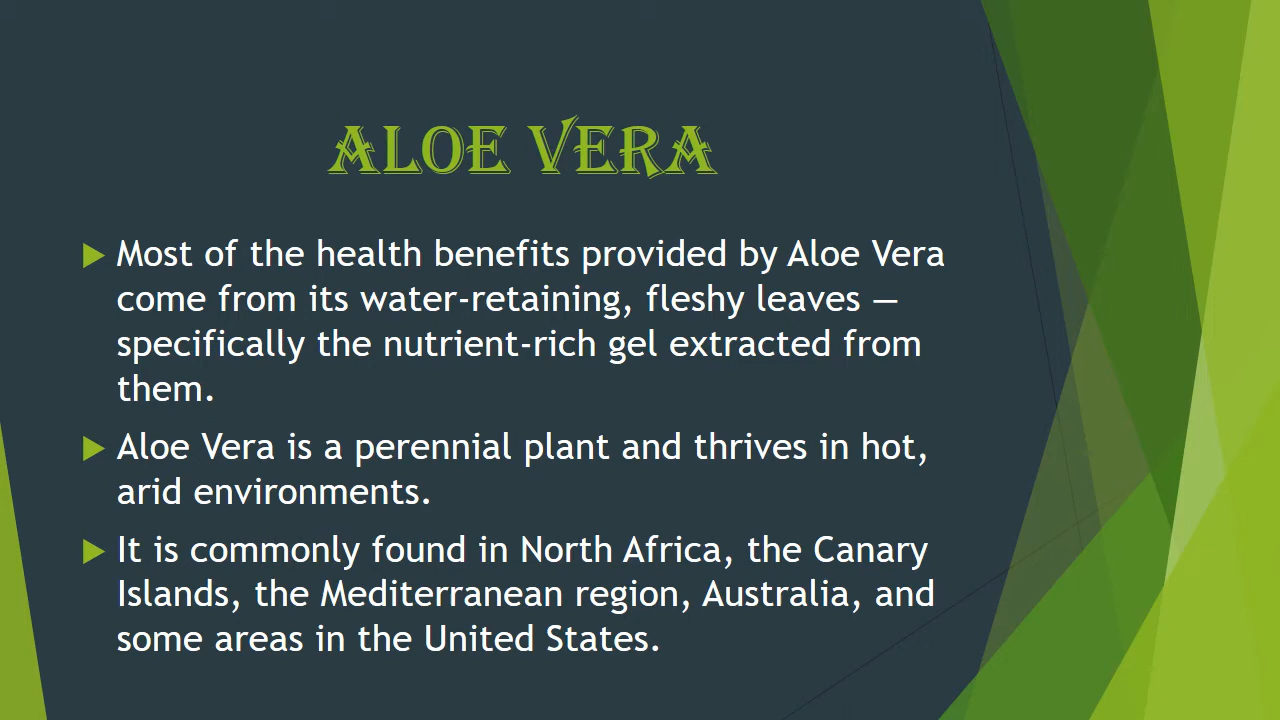 ALOE VERA
Most of the health benefits provided by Aloe Vera
come from its water-retaining, fleshy leaves —
specifically the nutrient-rich gel extracted from
them.
Aloe Vera is a perennial plant and thrives in hot,
arid environments.
It is commonly found in North Africa, the Canary
Islands, the Mediterranean region, Australia, and
some areas in the United States.